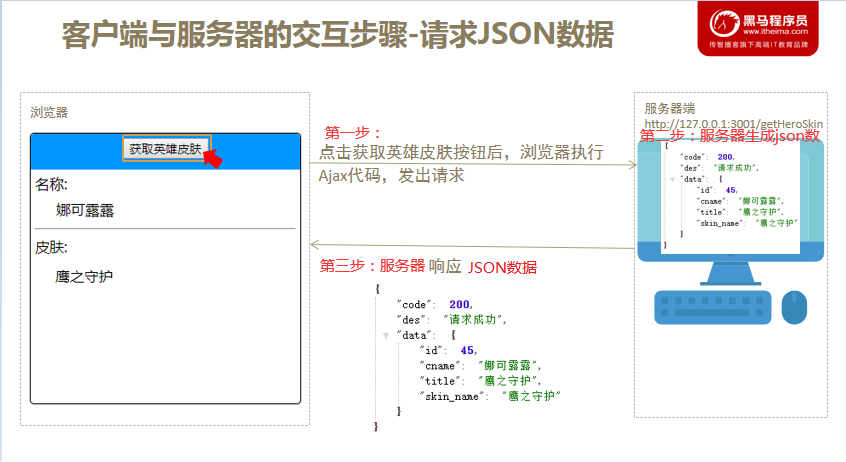 客户端与服务器的交互步骤-请求JSON数据
黑马程序员
www.itheima.com
传智播客旗下高端IT教育品牌
浏览器
获取英雄皮肤
名称:
娜可露露
皮肤:
鹰之守护
第一步：
点击获取英雄皮肤按钮后，浏览器执行
Ajax代码，发出请求
服务器端
http://127.0.0.1:3001/getHeroSkin
第二步：服务器生成json数
{
"code": 200,
"des": "请求成功",
"data": {
"id": 45,
"cname": "娜可露露",
"title": "鹰之守护",
"skin_name": "鹰之守护"
}
}
第三步：服务器 响应 JSON数据
{
"code": 200,
"des": "请求成功",
"data": {
"id": 45,
"cname": "娜可露露",
"title": "鹰之守护",
"skin_name": "鹰之守护"
}
}